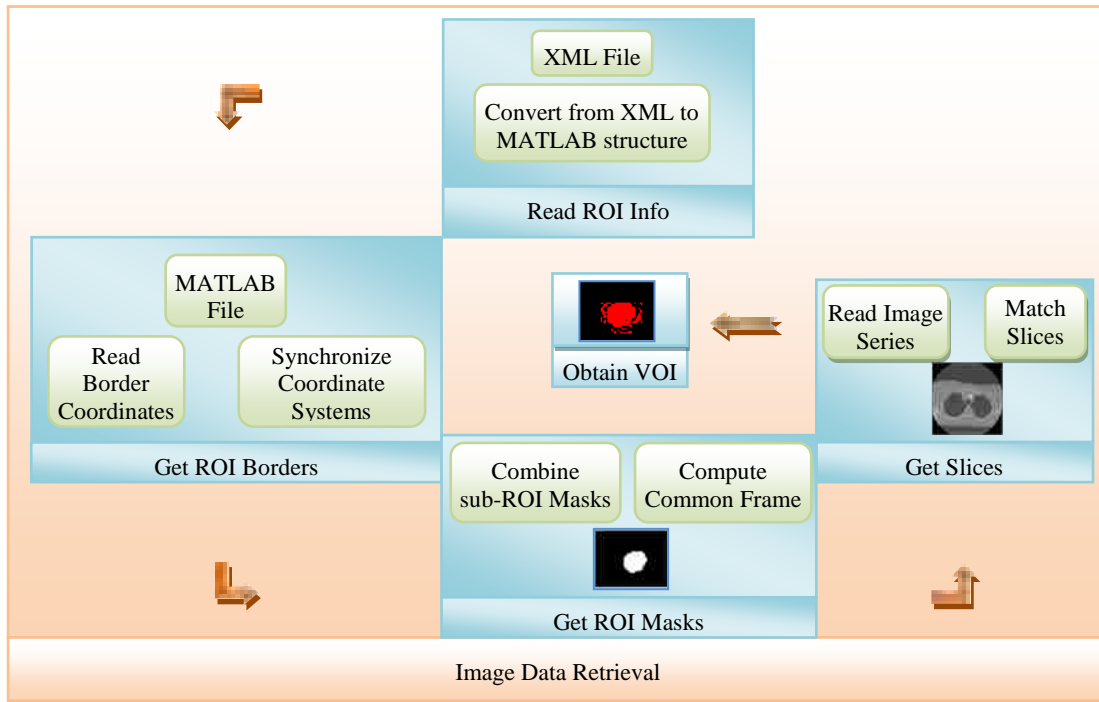 XML File
Convert from XML to
MATLAB structure
Read ROI Info
MATLAB
File
Read
Border
Coordinates
Synchronize
Coordinate
Systems
Get ROI Borders
Combine
sub-ROI Masks
Compute
Common Frame
Get ROI Masks
Read Image
Series
Match
Slices
Get Slices
Obtain VOI
Image Data Retrieval